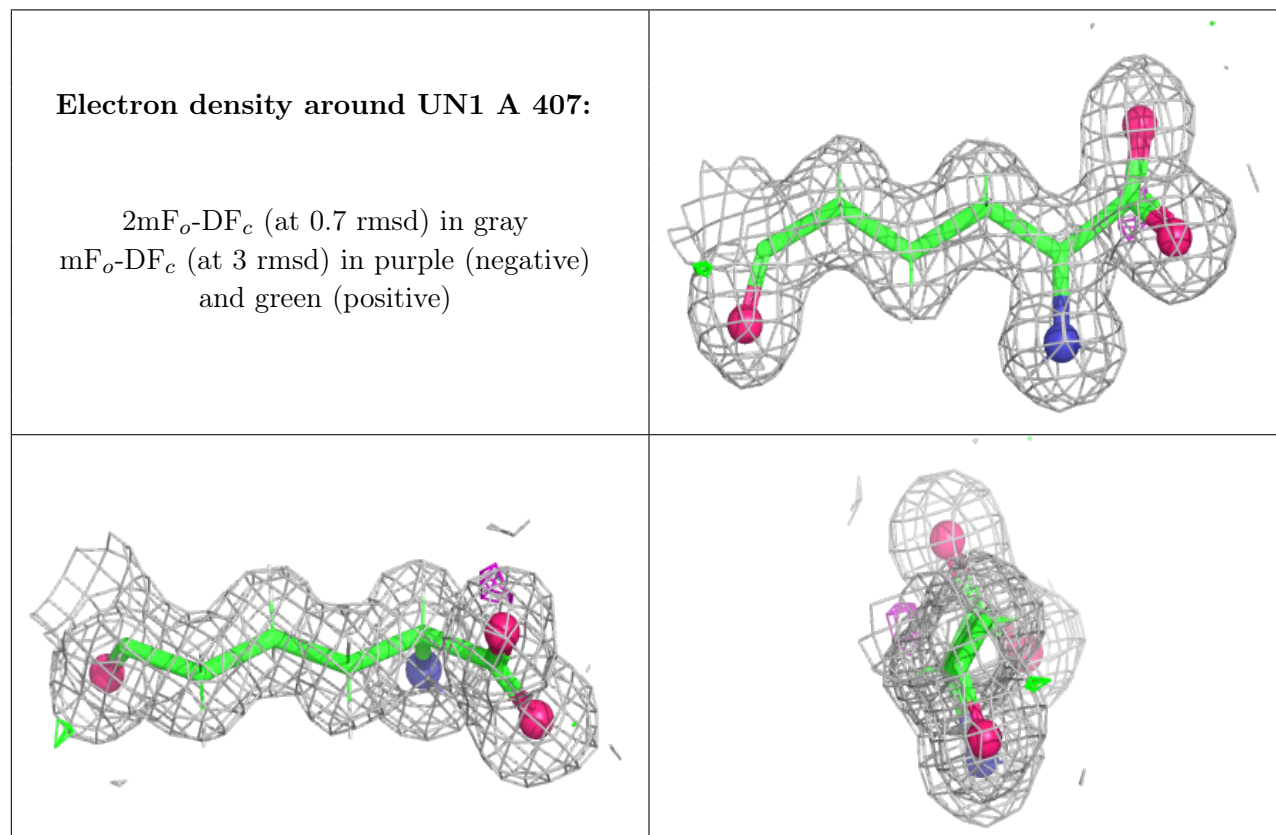 Electron density around UN1 A 407:
2mFo-DFc (at 0.7 rmsd) in gray
mFo-DFc (at 3 rmsd) in purple (negative)
and green (positive)